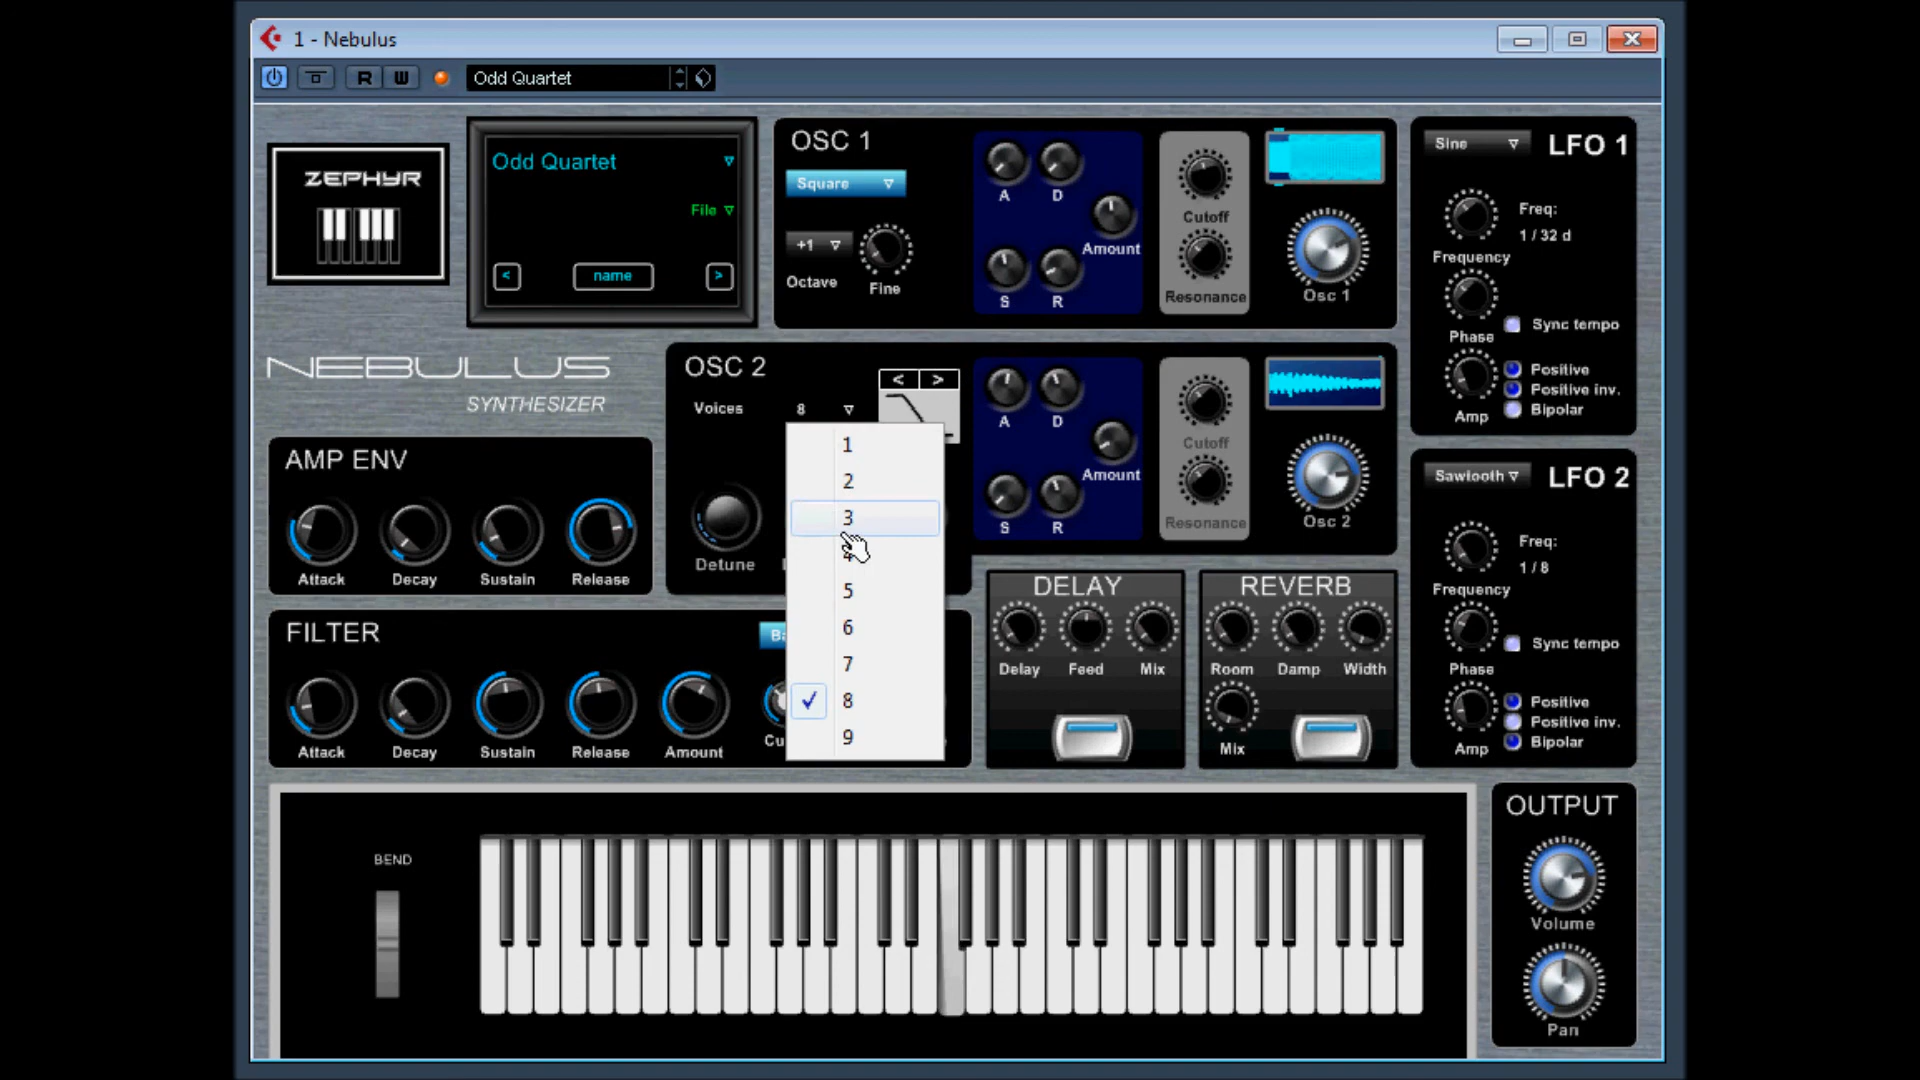 1 - Nebulus
R W Odd Quartet
ZEPHYR
Odd Quartet
File
< name >
OSC 1
Square
+1
Octave
Fine
A D
Amount
S R
Cutoff
Resonance
Osc 1
Sine LFO 1
Freq:
1 / 32 d
Frequency
Phase
Sync tempo
Positive
Positive inv.
Amp
Bipolar
NEBULUS
SYNTHESIZER
OSC 2
Voices 8
< >
1
2
3
4
5
6
7
8
9
Detune
A D
Amount
S R
Cutoff
Resonance
Osc 2
Sawtooth LFO 2
Freq:
1 / 8
Frequency
Phase
Sync tempo
Positive
Positive inv.
Amp
Bipolar
AMP ENV
Attack Decay Sustain Release
FILTER
Attack Decay Sustain Release Amount
DELAY
Delay Feed Mix
REVERB
Room Damp Width
Mix
BEND
OUTPUT
Volume
Pan